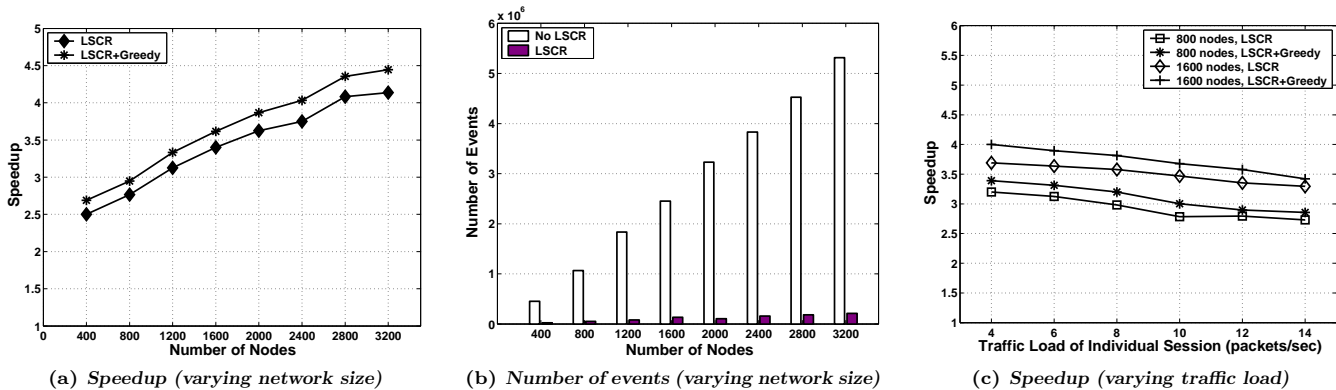 5
4.5
4
3.5
3
2.5
2
1.5
1
0 400 800 1200 1600 2000 2400 2800 3200
Speedup
Number of Nodes
LSCR
LSCR+Greedy
(a) Speedup (varying network size)
x 10^6
6
5
4
3
2
1
0
400 800 1200 1600 2000 2400 2800 3200
Number of Events
Number of Nodes
No LSCR
LSCR
(b) Number of events (varying network size)
6
5.5
5
4.5
4
3.5
3
2.5
2
1.5
1
4 6 8 10 12 14
Speedup
Traffic Load of Individual Session (packets/sec)
800 nodes, LSCR
800 nodes, LSCR+Greedy
1600 nodes, LSCR
1600 nodes, LSCR+Greedy
(c) Speedup (varying traffic load)